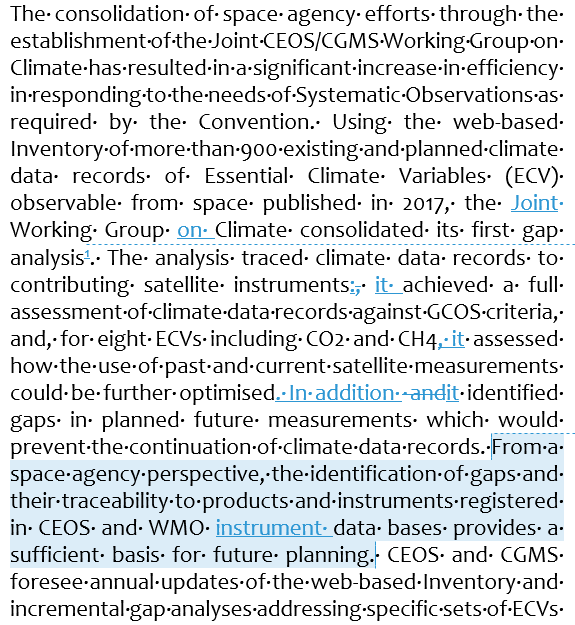 The consolidation of space agency efforts through the
establishment of the Joint CEOS/CGMS Working Group on
Climate has resulted in a significant increase in efficiency
in responding to the needs of Systematic Observations as
required by the Convention. Using the web-based
Inventory of more than 900 existing and planned climate
data records of Essential Climate Variables (ECV)
observable from space published in 2017, the Joint
Working Group on Climate consolidated its first gap
analysis¹. The analysis traced climate data records to
contributing satellite instruments:, it achieved a full
assessment of climate data records against GCOS criteria,
and, for eight ECVs including CO2 and CH4, it assessed
how the use of past and current satellite measurements
could be further optimised. In addition andit identified
gaps in planned future measurements which would
prevent the continuation of climate data records. From a
space agency perspective, the identification of gaps and
their traceability to products and instruments registered
in CEOS and WMO instrument data bases provides a
sufficient basis for future planning. CEOS and CGMS
foresee annual updates of the web-based Inventory and
incremental gap analyses addressing specific sets of ECVs